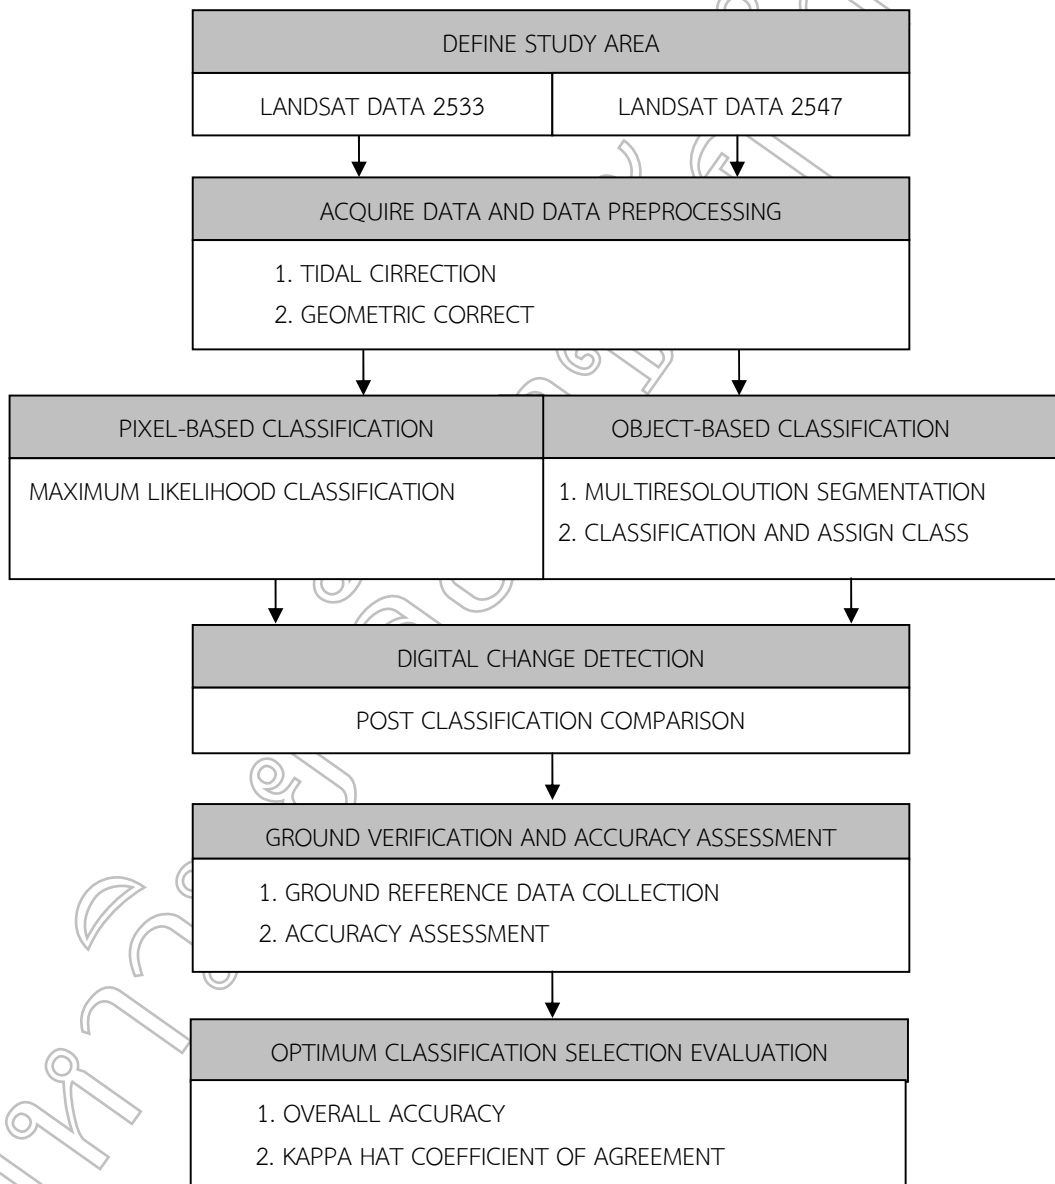 DEFINE STUDY AREA
LANDSAT DATA 2533
LANDSAT DATA 2547
ACQUIRE DATA AND DATA PREPROCESSING
1. TIDAL CIRRECTION
2. GEOMETRIC CORRECT
PIXEL-BASED CLASSIFICATION
MAXIMUM LIKELIHOOD CLASSIFICATION
OBJECT-BASED CLASSIFICATION
1. MULTIRESOLOUTION SEGMENTATION
2. CLASSIFICATION AND ASSIGN CLASS
DIGITAL CHANGE DETECTION
POST CLASSIFICATION COMPARISON
GROUND VERIFICATION AND ACCURACY ASSESSMENT
1. GROUND REFERENCE DATA COLLECTION
2. ACCURACY ASSESSMENT
OPTIMUM CLASSIFICATION SELECTION EVALUATION
1. OVERALL ACCURACY
2. KAPPA HAT COEFFICIENT OF AGREEMENT